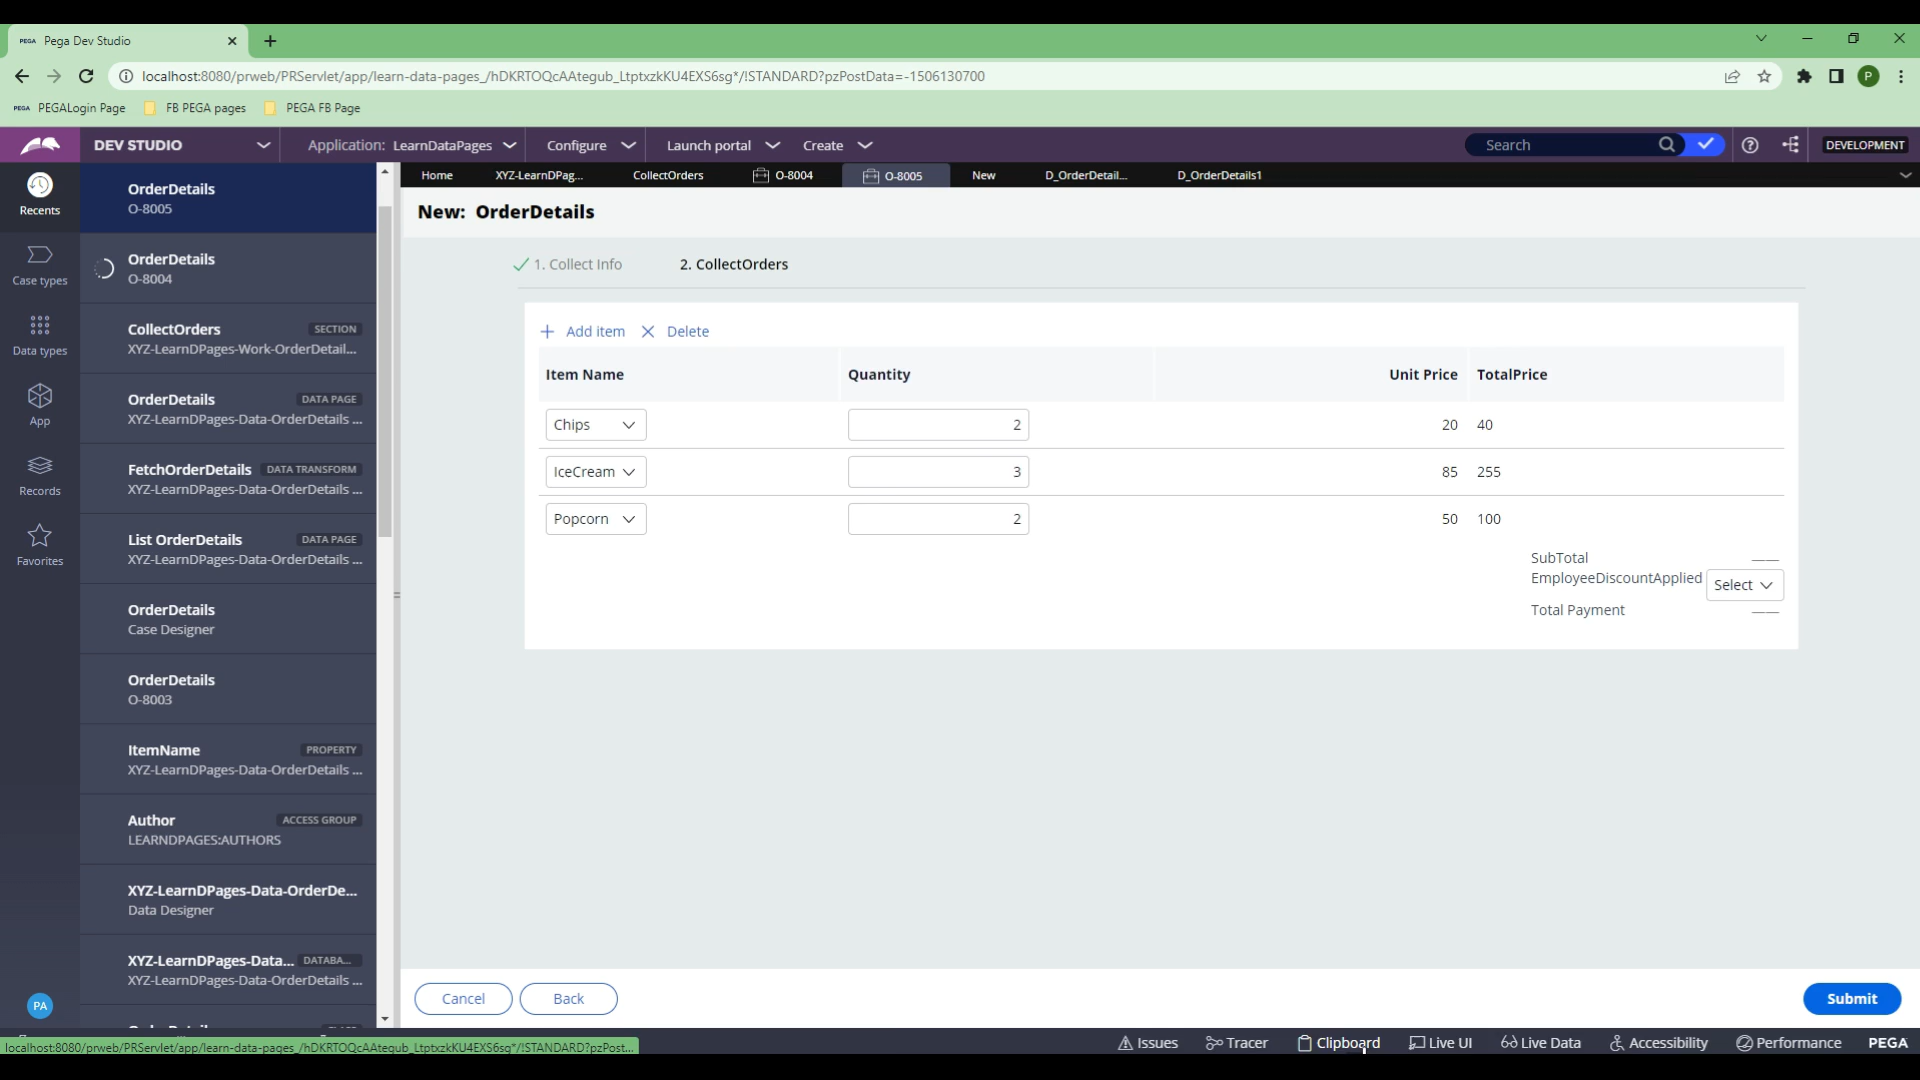 PEGA Pega Dev Studio
localhost:8080/prweb/PRServlet/app/learn-data-pages_/hDKRTOQcAAtegub_LtptxzkKU4EXS6sg*/!STANDARD?pzPostData=-1506130700
P
PEGA PEGALogin Page FB PEGA pages PEGA FB Page
DEV STUDIO Application: LearnDataPages Configure Launch portal Create Search DEVELOPMENT
Home XYZ-LearnDPag... CollectOrders O-8004 O-8005 New D_OrderDetail... D_OrderDetails1
Recents
Case types
Data types
App
Records
Favorites
PA
OrderDetails
O-8005
OrderDetails
O-8004
CollectOrders SECTION
XYZ-LearnDPages-Work-OrderDetail...
OrderDetails DATA PAGE
XYZ-LearnDPages-Data-OrderDetails ...
FetchOrderDetails DATA TRANSFORM
XYZ-LearnDPages-Data-OrderDetails ...
List OrderDetails DATA PAGE
XYZ-LearnDPages-Data-OrderDetails ...
OrderDetails
Case Designer
OrderDetails
O-8003
ItemName PROPERTY
XYZ-LearnDPages-Data-OrderDetails ...
Author ACCESS GROUP
LEARNDPAGES:AUTHORS
XYZ-LearnDPages-Data-OrderDe...
Data Designer
XYZ-LearnDPages-Data... DATABA...
XYZ-LearnDPages-Data-OrderDetails ...
New: OrderDetails
1. Collect Info 2. CollectOrders
Add item Delete
Item Name Quantity Unit Price TotalPrice
Chips 2 20 40
IceCream 3 85 255
Popcorn 2 50 100
SubTotal ——
EmployeeDiscountApplied Select
Total Payment ——
Cancel Back Submit
localhost:8080/prweb/PRServlet/app/learn-data-pages_/hDKRTOQcAAtegub_LtptxzkKU4EXS6sg*/!STANDARD?pzPost...
Issues Tracer Clipboard Live UI Live Data Accessibility Performance PEGA